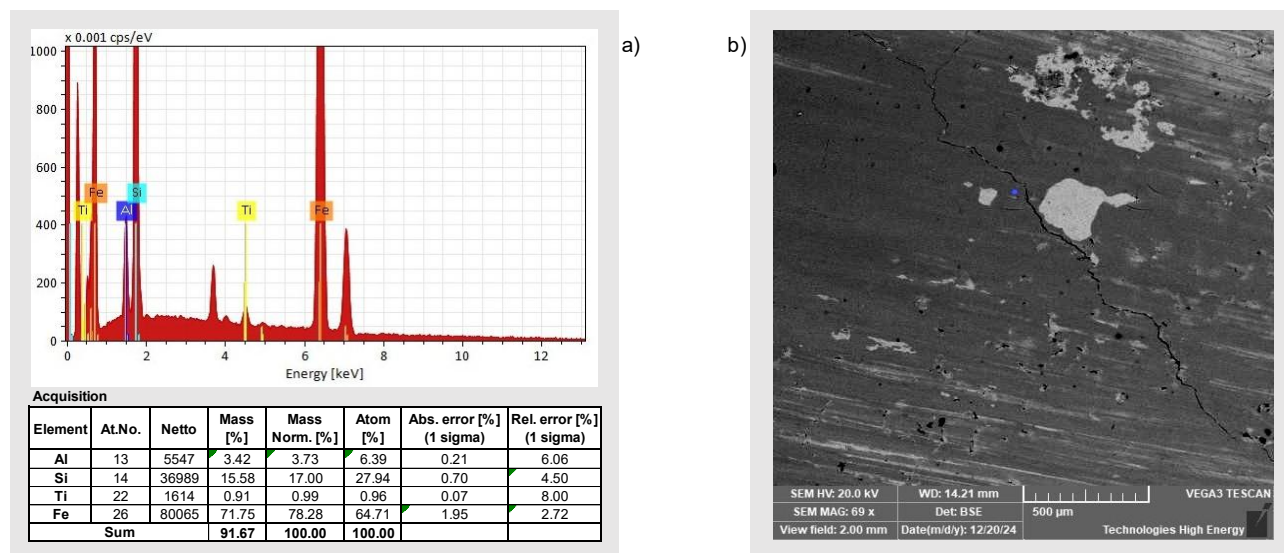 x 0.001 cps/eV
a)
b)
1000
800
600
400
200
0
Ti Fe Al Si Ti Fe
0 2 4 6 8 10 12
Energy [keV]
Acquisition
Element At.No. Netto Mass [%] Mass Norm. [%] Atom [%] Abs. error [%] (1 sigma) Rel. error [%] (1 sigma)
Al 13 5547 3.42 3.73 6.39 0.21 6.06
Si 14 36989 15.58 17.00 27.94 0.70 4.50
Ti 22 1614 0.91 0.99 0.96 0.07 8.00
Fe 26 80065 71.75 78.28 64.71 1.95 2.72
Sum 91.67 100.00 100.00
SEM HV: 20.0 kV WD: 14.21 mm VEGA3 TESCAN
SEM MAG: 69 x Det: BSE 500 µm
View field: 2.00 mm Date(m/d/y): 12/20/24 Technologies High Energy